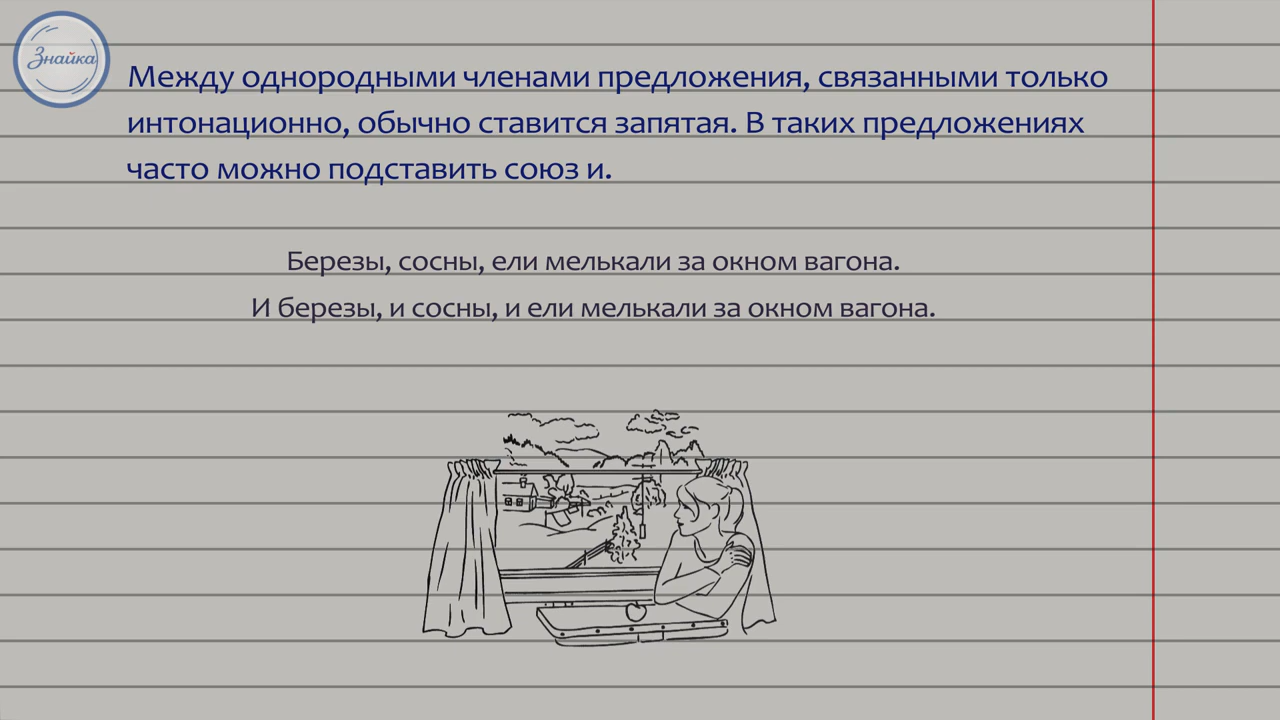 Знайка
Между однородными членами предложения, связанными только
интонационно, обычно ставится запятая. В таких предложениях
часто можно подставить союз и.
Березы, сосны, ели мелькали за окном вагона.
И березы, и сосны, и ели мелькали за окном вагона.